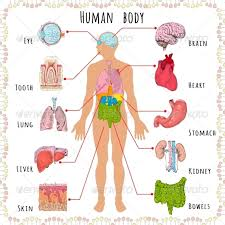 Human body
Eye
Brain
Tooth
Heart
Lung
Stomach
Liver
Kidney
Skin
Bowels